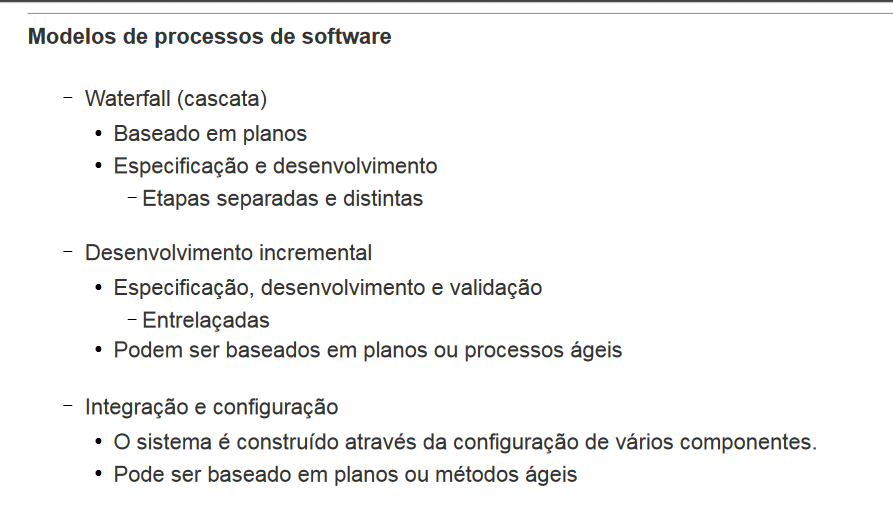 Modelos de processos de software
– Waterfall (cascata)
• Baseado em planos
• Especificação e desenvolvimento
– Etapas separadas e distintas
– Desenvolvimento incremental
• Especificação, desenvolvimento e validação
– Entrelaçadas
• Podem ser baseados em planos ou processos ágeis
– Integração e configuração
• O sistema é construído através da configuração de vários componentes.
• Pode ser baseado em planos ou métodos ágeis